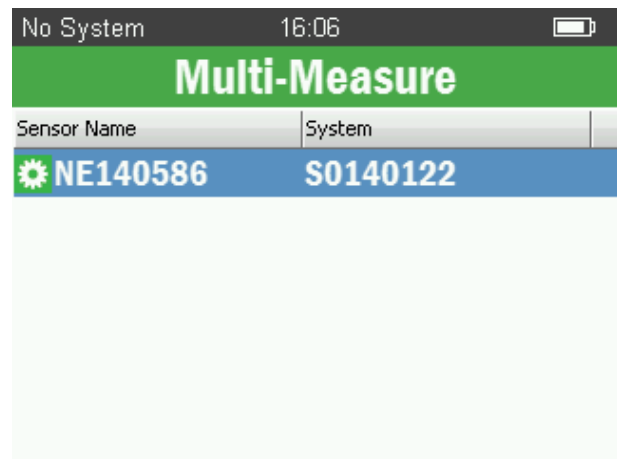 No System 16:06
Multi-Measure
Sensor Name System
NE140586 S0140122